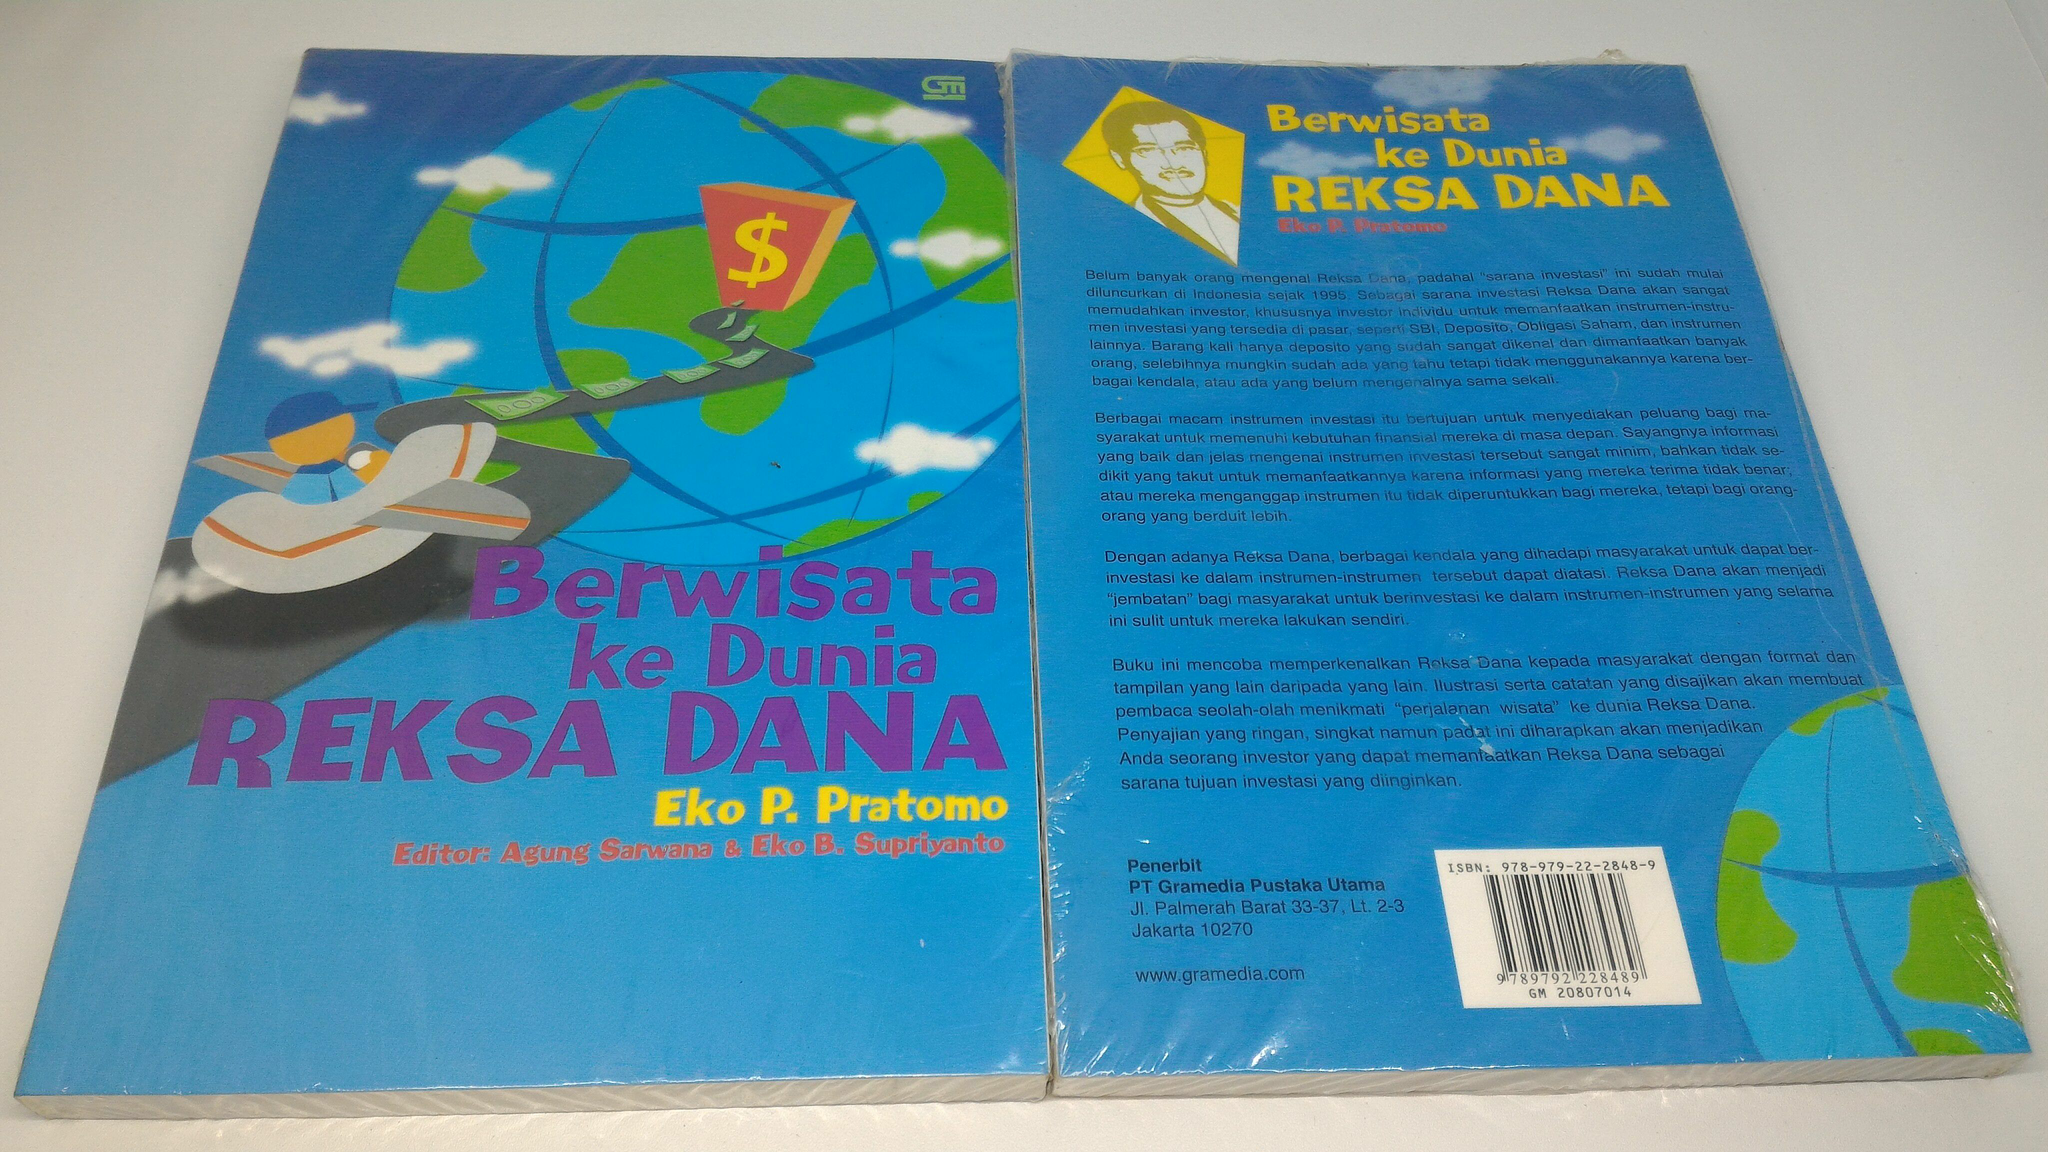 GM
$
Berwisata
ke Dunia
REKSA DANA
Eko P. Pratomo
Editor: Agung Sarwana & Eko B. Supriyanto
Berwisata
ke Dunia
REKSA DANA
Eko P. Pratomo
Belum banyak orang mengenal Reksa Dana, padahal "sarana investasi" ini sudah mulai
diluncurkan di Indonesia sejak 1995. Sebagai sarana investasi Reksa Dana akan sangat
memudahkan investor, khususnya investor individu untuk memanfaatkan instrumen-instru-
men investasi yang tersedia di pasar, seperti SBI, Deposito, Obligasi Saham, dan instrumen
lainnya. Barang kali hanya deposito yang sudah sangat dikenal dan dimanfaatkan banyak
orang, selebihnya mungkin sudah ada yang tahu tetapi tidak menggunakannya karena ber-
bagai kendala, atau ada yang belum mengenalnya sama sekali.
Berbagai macam instrumen investasi itu bertujuan untuk menyediakan peluang bagi ma-
syarakat untuk memenuhi kebutuhan finansial mereka di masa depan. Sayangnya informasi
yang baik dan jelas mengenai instrumen investasi tersebut sangat minim, bahkan tidak se-
dikit yang takut untuk memanfaatkannya karena informasi yang mereka terima tidak benar,
atau mereka menganggap instrumen itu tidak diperuntukkan bagi mereka, tetapi bagi orang-
orang yang berduit lebih.
Dengan adanya Reksa Dana, berbagai kendala yang dihadapi masyarakat untuk dapat ber-
investasi ke dalam instrumen-instrumen tersebut dapat diatasi. Reksa Dana akan menjadi
"jembatan" bagi masyarakat untuk berinvestasi ke dalam instrumen-instrumen yang selama
ini sulit untuk mereka lakukan sendiri.
Buku ini mencoba memperkenalkan Reksa Dana kepada masyarakat dengan format dan
tampilan yang lain daripada yang lain. Ilustrasi serta catatan yang disajikan akan membuat
pembaca seolah-olah menikmati "perjalanan wisata" ke dunia Reksa Dana.
Penyajian yang ringan, singkat namun padat ini diharapkan akan menjadikan
Anda seorang investor yang dapat memanfaatkan Reksa Dana sebagai
sarana tujuan investasi yang diinginkan.
Penerbit
PT Gramedia Pustaka Utama
Jl. Palmerah Barat 33-37, Lt. 2-3
Jakarta 10270
www.gramedia.com
ISBN: 978-979-22-2848-9
9 789792 228489
GM 20807014